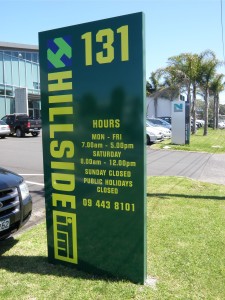 131
HILLSIDE
itm
HOURS
MON - FRI
7.00am - 5.00pm
SATURDAY
8.00am - 12.00pm
SUNDAY CLOSED
PUBLIC HOLIDAYS
CLOSED
09 443 8101